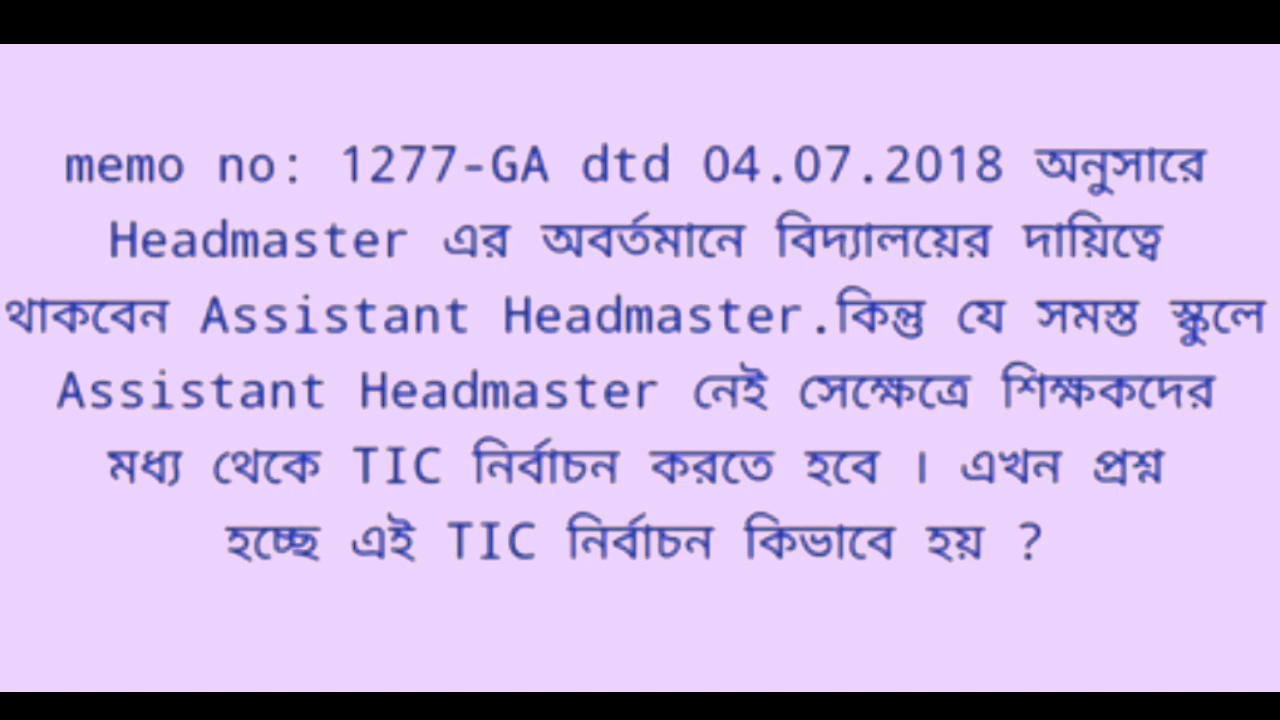 memo no: 1277-GA dtd 04.07.2018 অনুসারে
Headmaster এর অবর্তমানে বিদ্যালয়ের দায়িত্বে
থাকবেন Assistant Headmaster.কিন্তু যে সমস্ত স্কুলে
Assistant Headmaster নেই সেক্ষেত্রে শিক্ষকদের
মধ্য থেকে TIC নির্বাচন করতে হবে । এখন প্রশ্ন
হচ্ছে এই TIC নির্বাচন কিভাবে হয় ?